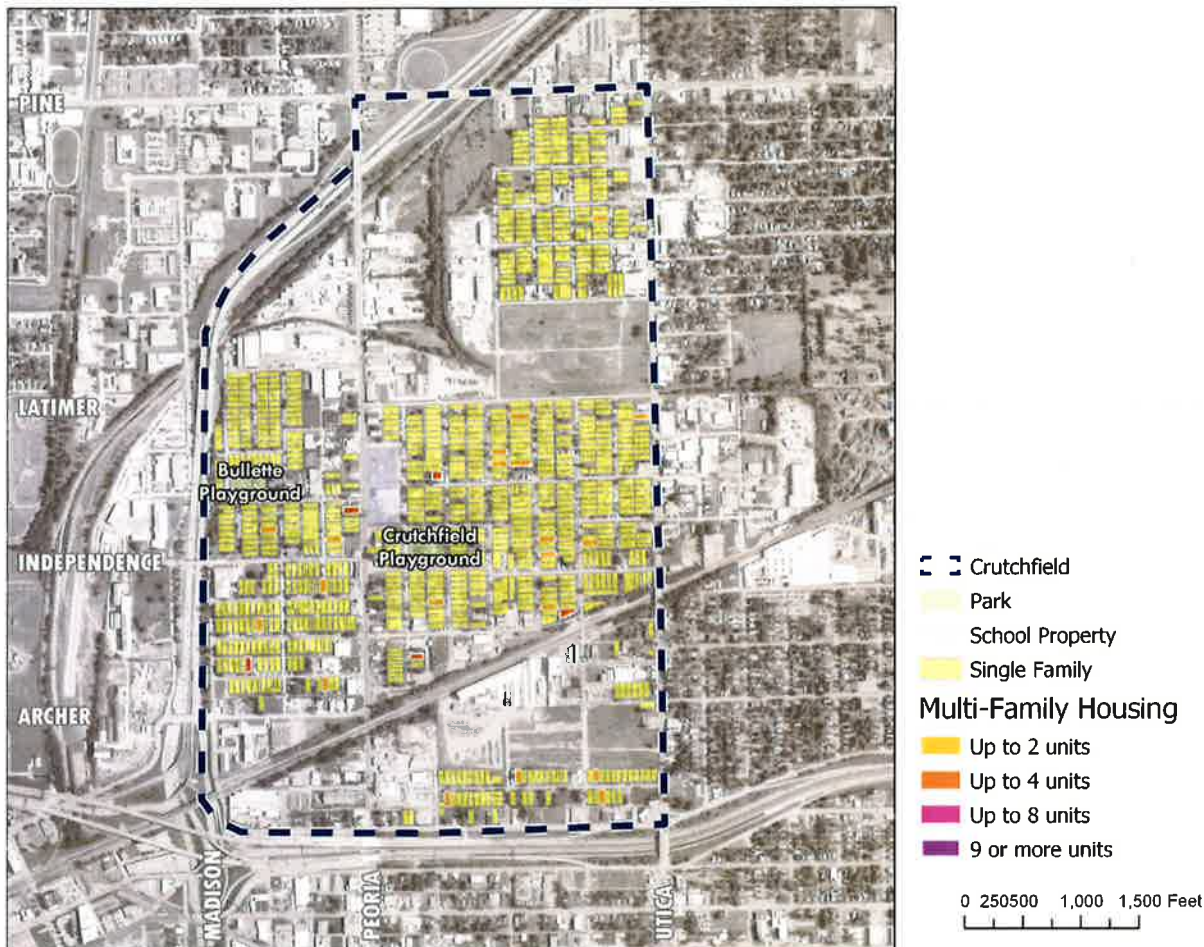 PINE
LATIMER
Bullette
Playground
Crutchfield
Playground
INDEPENDENCE
ARCHER
MADISON
PEORIA
UTICA
Crutchfield
Park
School Property
Single Family
Multi-Family Housing
Up to 2 units
Up to 4 units
Up to 8 units
9 or more units
0 250500 1,000 1,500 Feet